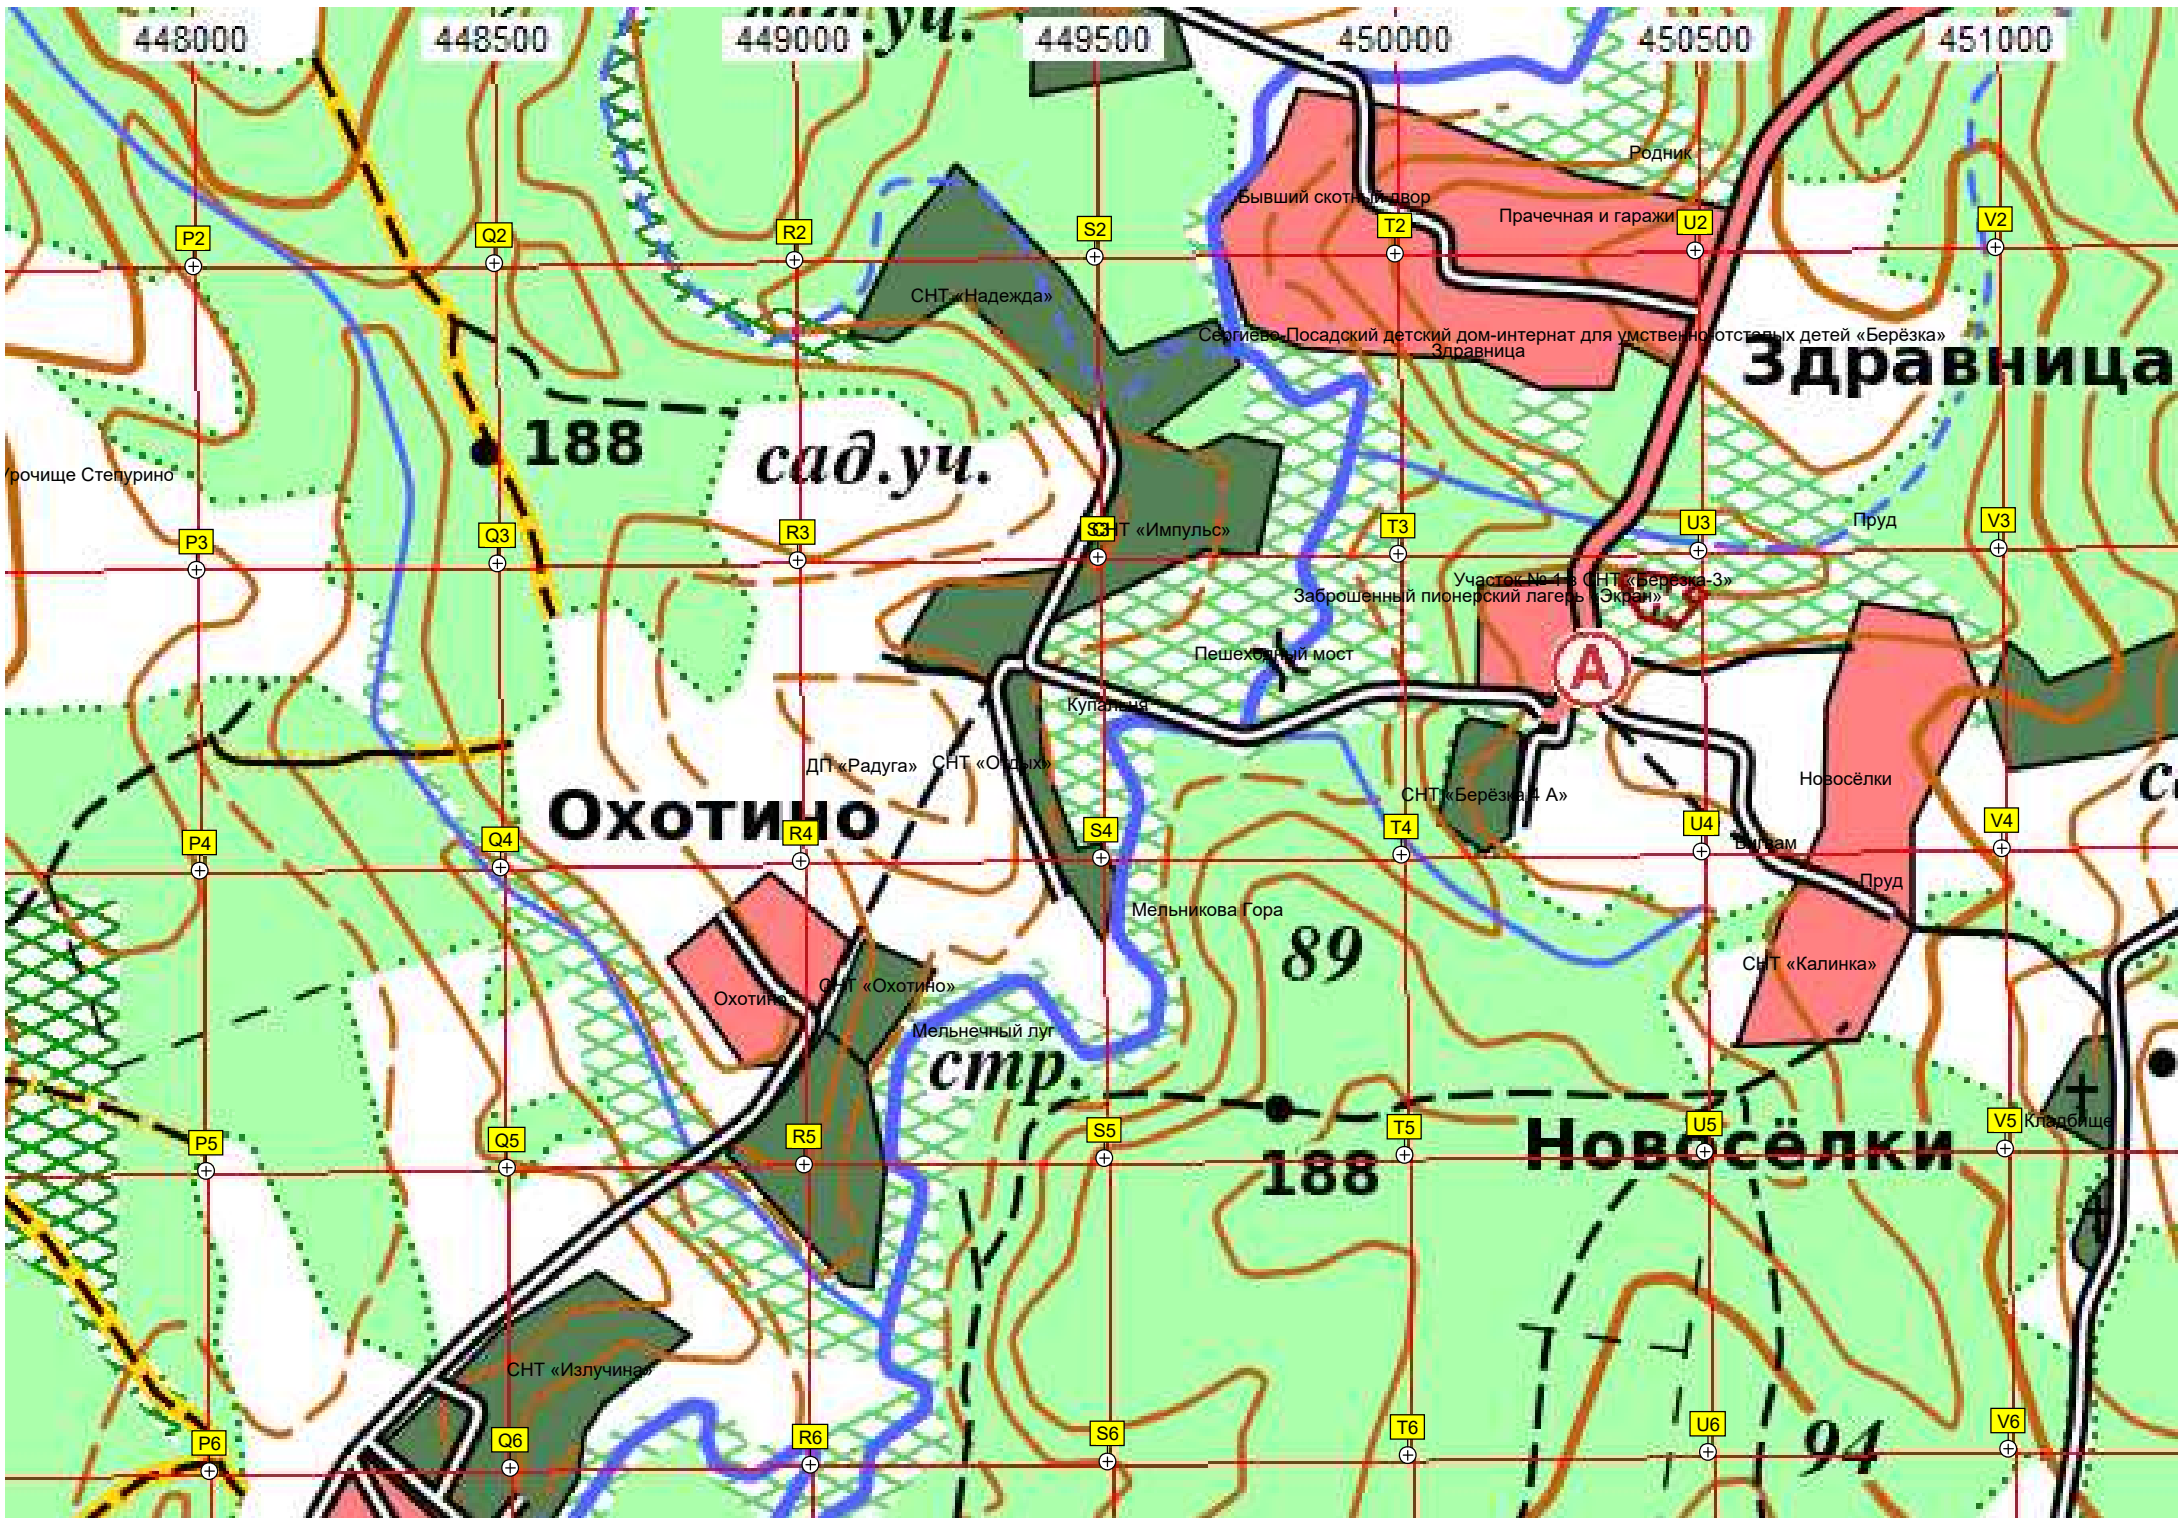 448000 448500 449000 449500 450000 450500 451000
уч.
Родник
Бывший скотный двор
Прачечная и гаражи
P2 Q2 R2 S2 T2 U2 V2
СНТ «Надежда»
Сергиево-Посадский детский дом-интернат для умственно отсталых детей «Берёзка»
Здравница
Здравница
188
сад.уч.
Урочище Степурино
Пруд
P3 Q3 R3 S3 T3 U3 V3
СНТ «Импульс»
Участок № 1 в СНТ «Берёзка-3»
Заброшенный пионерский лагерь «Экран»
Пешеходный мост
А
Купальня
ДП «Радуга»
СНТ «Отдых»
Новосёлки
СНТ «Берёзка 4 А»
Охотино
P4 Q4 R4 S4 T4 U4 V4
Пруд
Мельникова Гора
89
СНТ «Калинка»
СНТ «Охотино»
Охотино
Мельничный луг
стр.
Кладбище
P5 Q5 R5 S5 T5 U5 V5
Новосёлки
188
СНТ «Излучина»
P6 Q6 R6 S6 T6 U6 V6
94